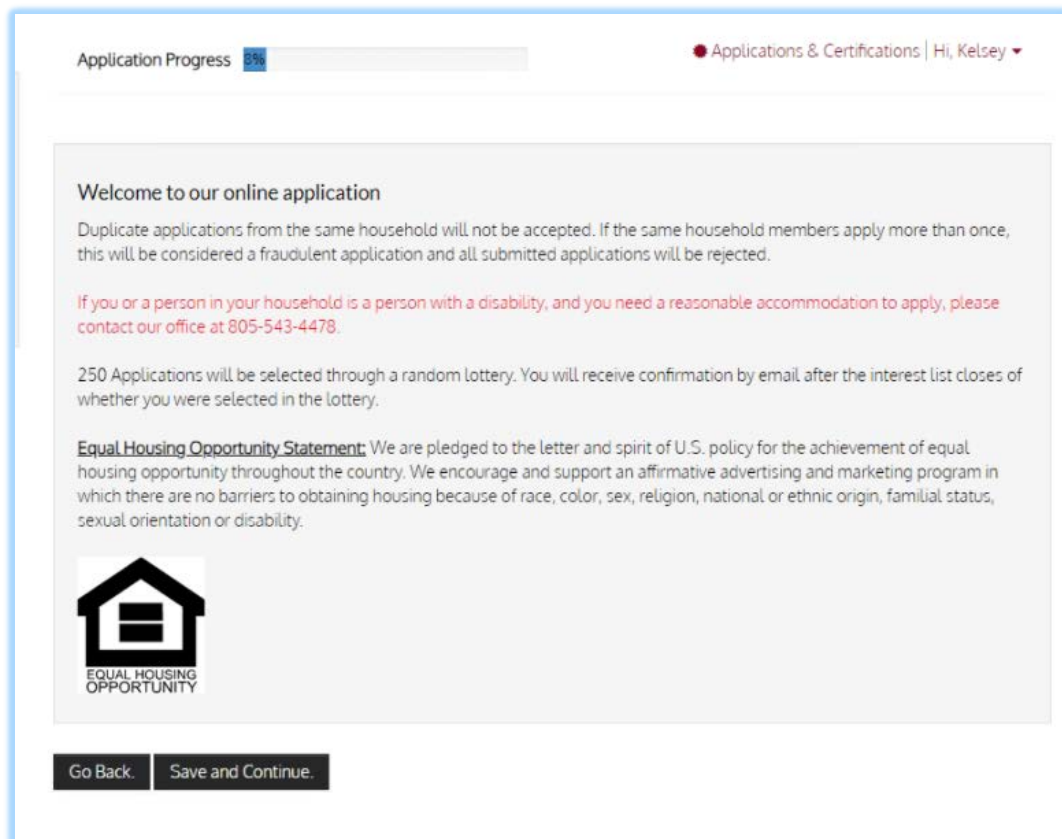 Application Progress 8%
Applications & Certifications | Hi, Kelsey
Welcome to our online application
Duplicate applications from the same household will not be accepted. If the same household members apply more than once,
this will be considered a fraudulent application and all submitted applications will be rejected.
If you or a person in your household is a person with a disability, and you need a reasonable accommodation to apply, please
contact our office at 805-543-4478.
250 Applications will be selected through a random lottery. You will receive confirmation by email after the interest list closes of
whether you were selected in the lottery.
Equal Housing Opportunity Statement: We are pledged to the letter and spirit of U.S. policy for the achievement of equal
housing opportunity throughout the country. We encourage and support an affirmative advertising and marketing program in
which there are no barriers to obtaining housing because of race, color, sex, religion, national or ethnic origin, familial status,
sexual orientation or disability.
EQUAL HOUSING
OPPORTUNITY
Go Back. Save and Continue.